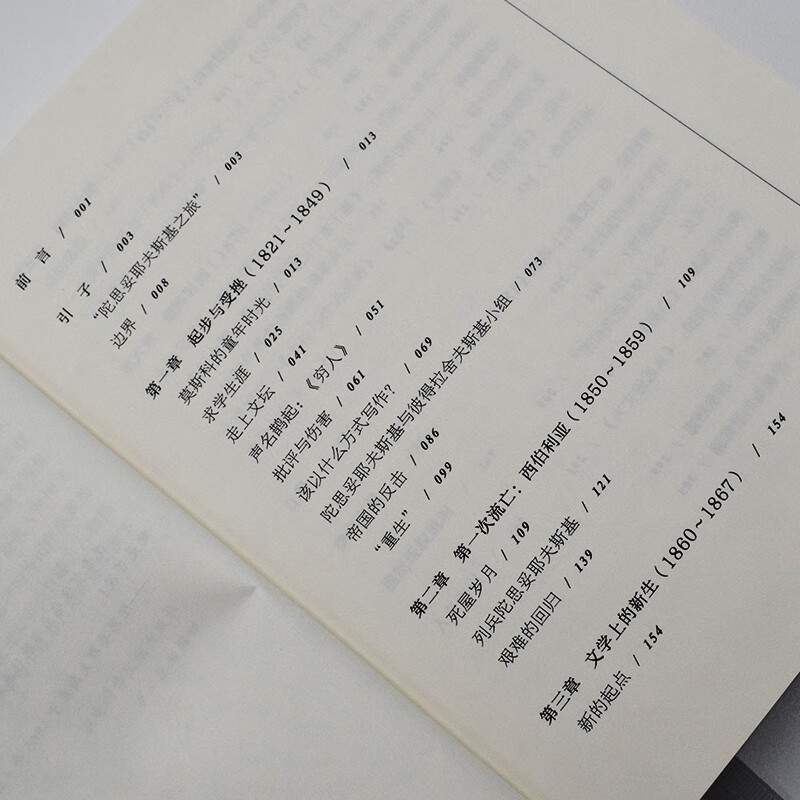 前言 / 001
引子 / 003
“陀思妥耶夫斯基之旅” / 003
边界 / 008
第一章 起步与受挫（1821~1849） / 013
莫斯科的童年时光 / 013
求学生涯 / 025
走上文坛 / 041
声名鹊起：《穷人》 / 051
批评与伤害 / 061
该以什么方式写作？ / 069
陀思妥耶夫斯基与彼得拉舍夫斯基小组 / 073
帝国的反击 / 086
“重生” / 099
第二章 第一次流亡：西伯利亚（1850~1859） / 109
死屋岁月 / 109
列兵陀思妥耶夫斯基 / 121
艰难的回归 / 139
第三章 文学上的新生（1860~1867） / 154
新的起点 / 154